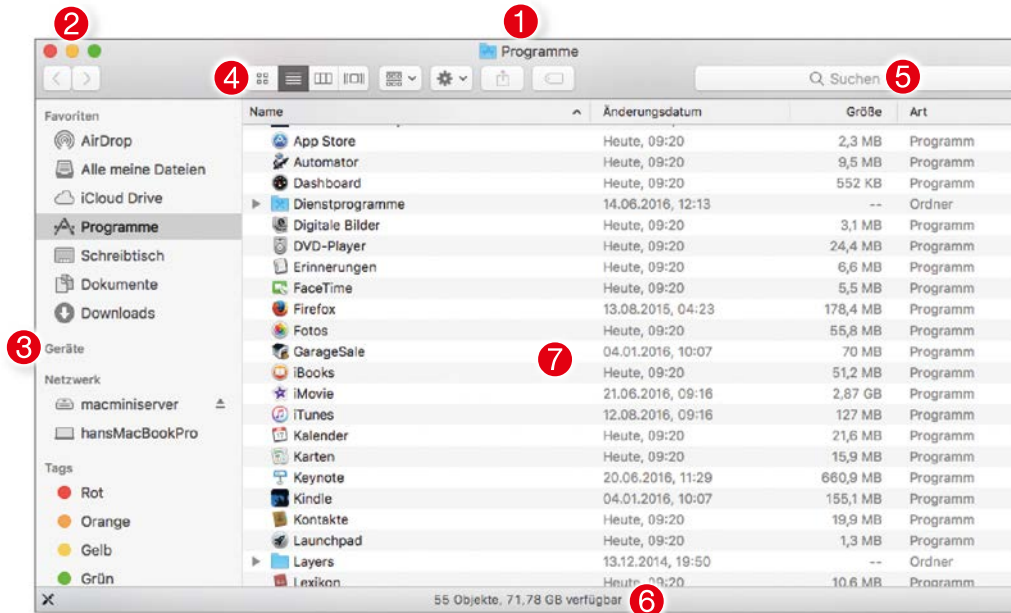 1
2
Programme
4
Suchen 5
Favoriten
AirDrop
Alle meine Dateien
iCloud Drive
Programme
Schreibtisch
Dokumente
Downloads
3 Geräte
Netzwerk
macminiserver
hansMacBookPro
Tags
Rot
Orange
Gelb
Grün
Name Änderungsdatum Größe Art
App Store Heute, 09:20 2,3 MB Programm
Automator Heute, 09:20 9,5 MB Programm
Dashboard Heute, 09:20 552 KB Programm
Dienstprogramme 14.06.2016, 12:13 -- Ordner
Digitale Bilder Heute, 09:20 3,1 MB Programm
DVD-Player Heute, 09:20 24,4 MB Programm
Erinnerungen Heute, 09:20 6,6 MB Programm
FaceTime Heute, 09:20 5,5 MB Programm
Firefox 13.08.2015, 04:23 178,4 MB Programm
Fotos Heute, 09:20 55,8 MB Programm
GarageSale 7 04.01.2016, 10:07 70 MB Programm
iBooks Heute, 09:20 51,2 MB Programm
iMovie 21.06.2016, 09:16 2,87 GB Programm
iTunes 12.08.2016, 09:16 127 MB Programm
Kalender Heute, 09:20 21,6 MB Programm
Karten Heute, 09:20 15,9 MB Programm
Keynote 20.06.2016, 11:29 660,9 MB Programm
Kindle 04.01.2016, 10:07 155,1 MB Programm
Kontakte Heute, 09:20 19,9 MB Programm
Launchpad Heute, 09:20 1,3 MB Programm
Layers 13.12.2014, 19:50 -- Ordner
Lexikon Heute, 09:20 10,6 MB Programm
55 Objekte, 71,78 GB verfügbar 6